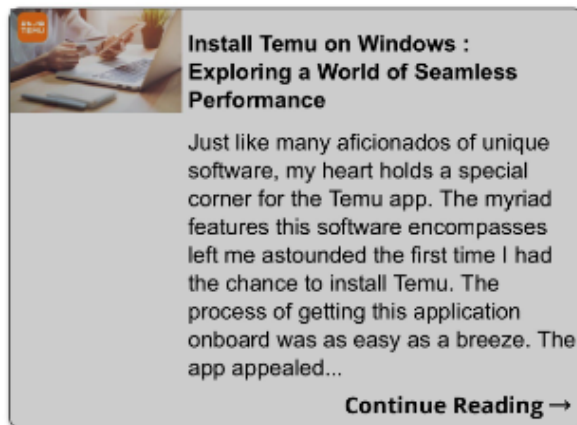 TEMU
Install Temu on Windows :
Exploring a World of Seamless
Performance
Just like many aficionados of unique
software, my heart holds a special
corner for the Temu app. The myriad
features this software encompasses
left me astounded the first time I had
the chance to install Temu. The
process of getting this application
onboard was as easy as a breeze. The
app appealed...
Continue Reading →